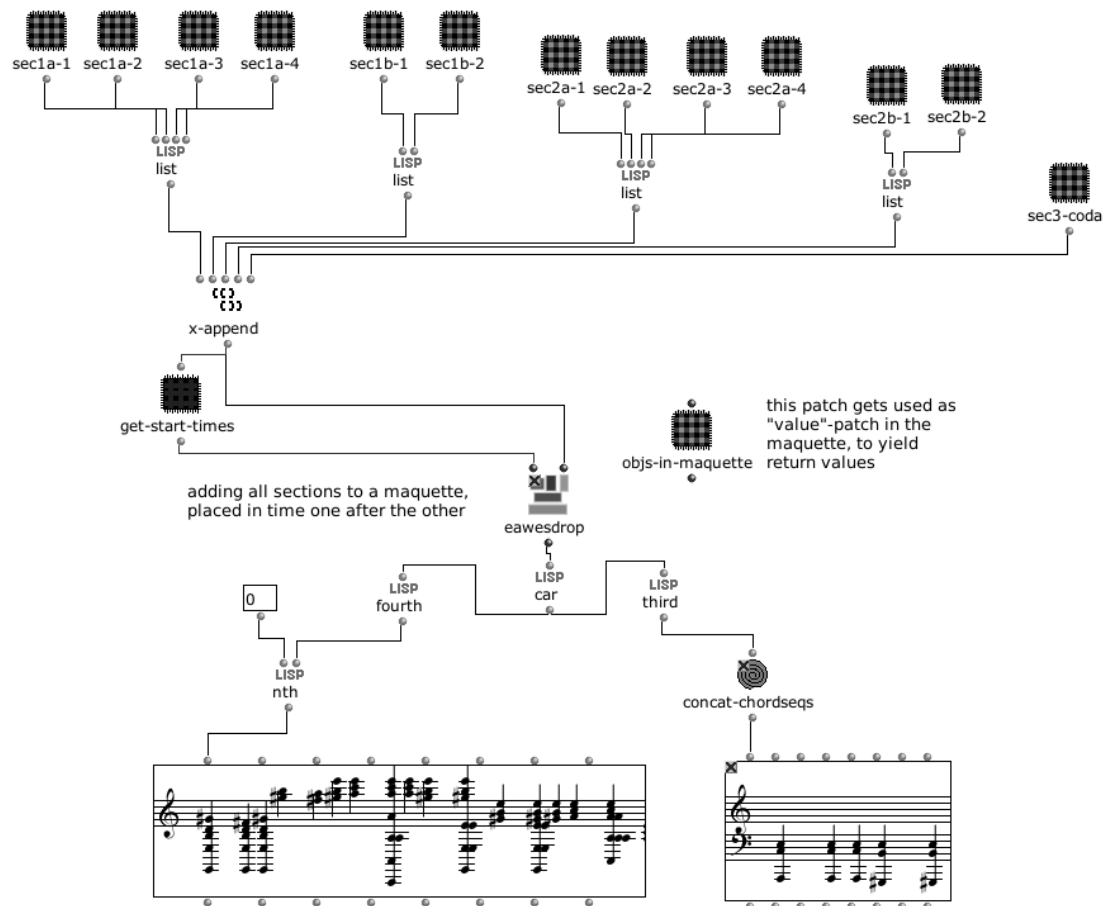 sec1a-1 sec1a-2 sec1a-3 sec1a-4 sec1b-1 sec1b-2
sec2a-1 sec2a-2 sec2a-3 sec2a-4
sec2b-1 sec2b-2
LISP
list
LISP
list
LISP
list
LISP
list
sec3-coda
x-append
get-start-times
this patch gets used as
"value"-patch in the
maquette, to yield
return values
objs-in-maquette
adding all sections to a maquette,
placed in time one after the other
eawesdrop
LISP
fourth
LISP
car
LISP
third
0
LISP
nth
concat-chordseqs